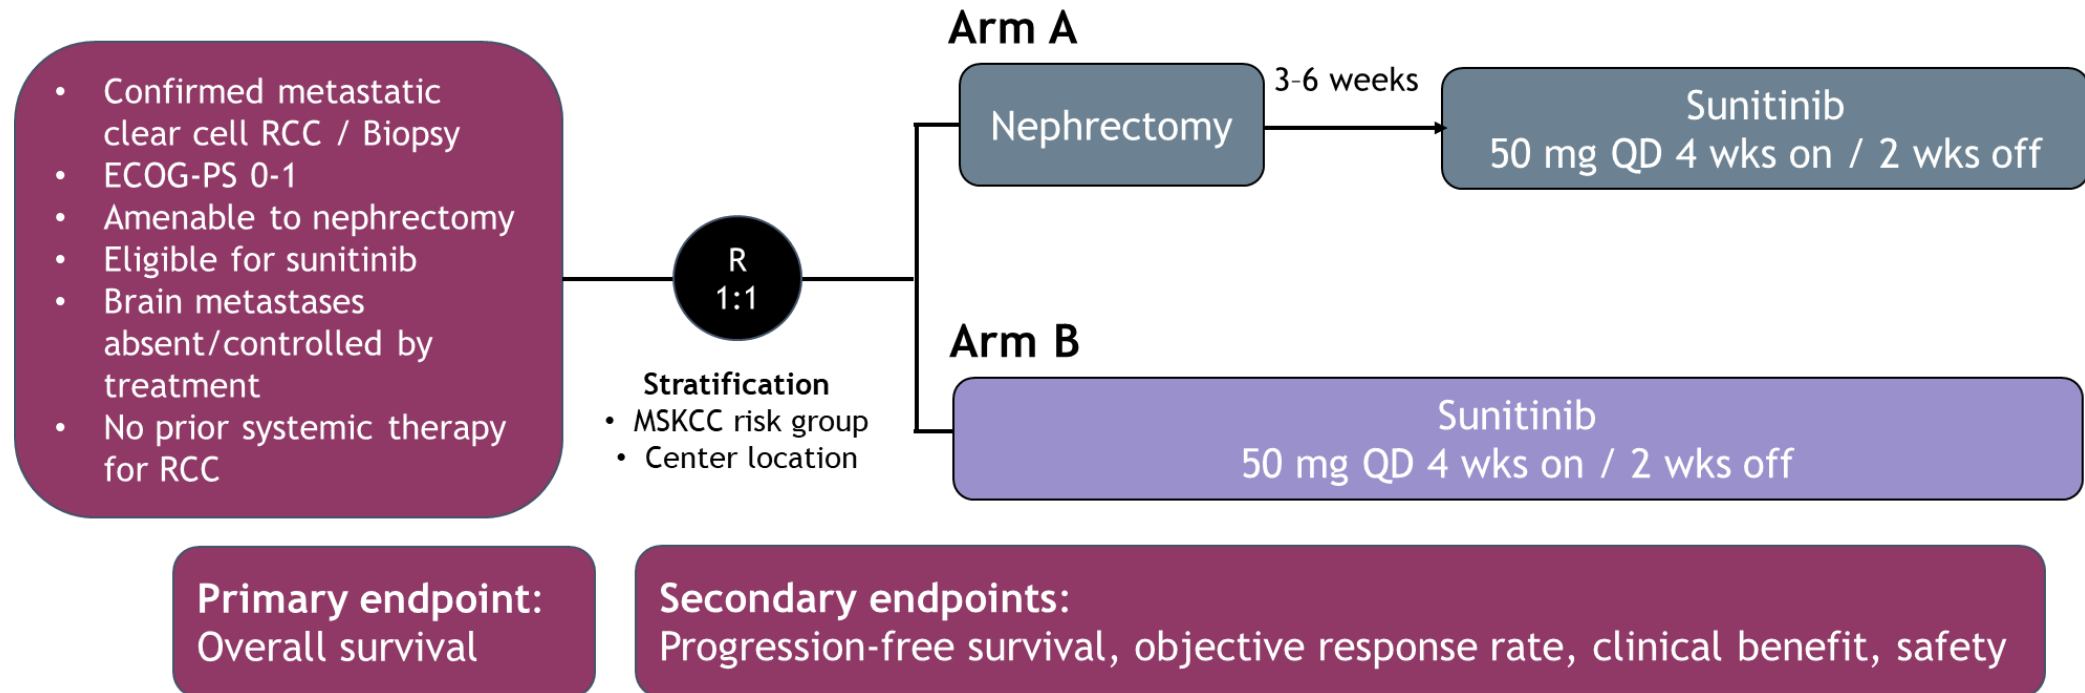 • Confirmed metastatic
clear cell RCC / Biopsy
• ECOG-PS 0-1
• Amenable to nephrectomy
• Eligible for sunitinib
• Brain metastases
absent/controlled by
treatment
• No prior systemic therapy
for RCC
R
1:1
Stratification
• MSKCC risk group
• Center location
Arm A
Nephrectomy
3–6 weeks
Sunitinib
50 mg QD 4 wks on / 2 wks off
Arm B
Sunitinib
50 mg QD 4 wks on / 2 wks off
Primary endpoint:
Overall survival
Secondary endpoints:
Progression-free survival, objective response rate, clinical benefit, safety